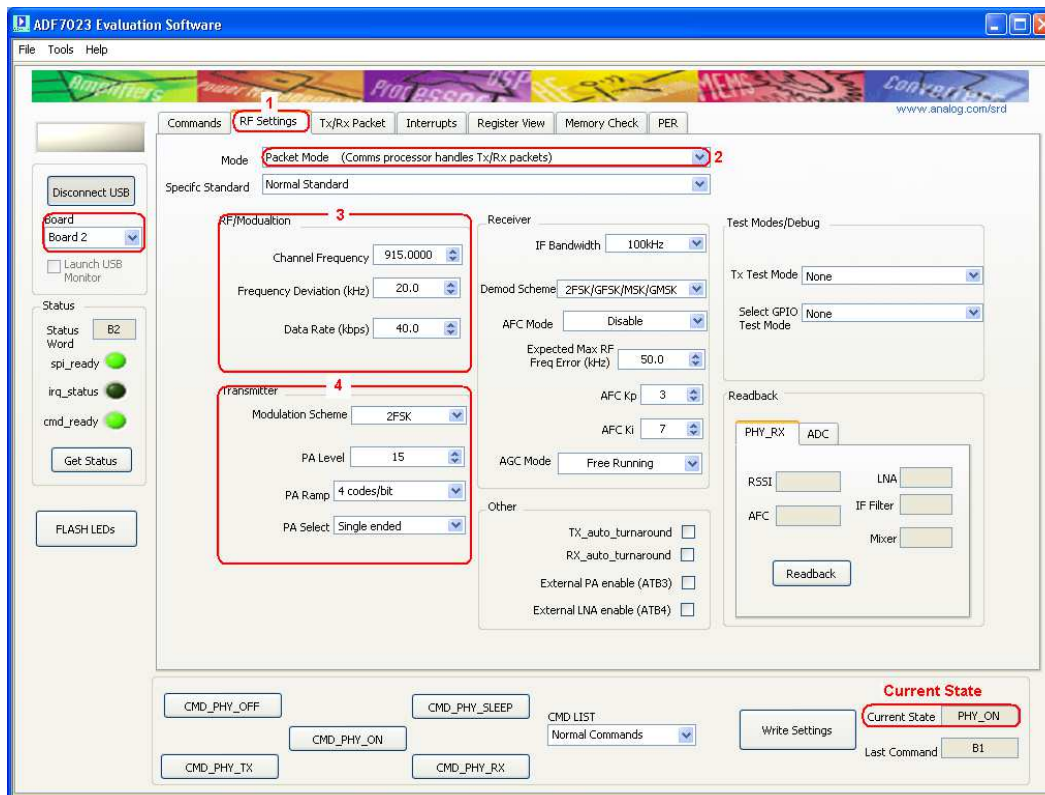 ADF7023 Evaluation Software
File Tools Help
Amplifiers Power Management Processors DSP RF MEMS Converters
www.analog.com/srd
1
Commands RF Settings Tx/Rx Packet Interrupts Register View Memory Check PER
Mode Packet Mode (Comms processor handles Tx/Rx packets) 2
Specifc Standard Normal Standard
Disconnect USB
Board
Board 2
Launch USB
Monitor
Status
Status
Word
B2
spi_ready
irq_status
cmd_ready
Get Status
FLASH LEDs
RF/Modualtion 3
Channel Frequency 915.0000
Frequency Deviation (kHz) 20.0
Data Rate (kbps) 40.0
Transmitter 4
Modulation Scheme 2FSK
PA Level 15
PA Ramp 4 codes/bit
PA Select Single ended
Receiver
IF Bandwidth 100kHz
Demod Scheme 2FSK/GFSK/MSK/GMSK
AFC Mode Disable
Expected Max RF
Freq Error (kHz) 50.0
AFC Kp 3
AFC Ki 7
AGC Mode Free Running
Other
TX_auto_turnaround
RX_auto_turnaround
External PA enable (ATB3)
External LNA enable (ATB4)
Test Modes/Debug
Tx Test Mode None
Select GPIO
Test Mode
None
Readback
PHY_RX ADC
RSSI
LNA
AFC
IF Filter
Mixer
Readback
CMD_PHY_OFF
CMD_PHY_SLEEP
CMD_PHY_ON
CMD_PHY_TX
CMD_PHY_RX
CMD LIST
Normal Commands
Write Settings
Current State
Current State PHY_ON
Last Command B1